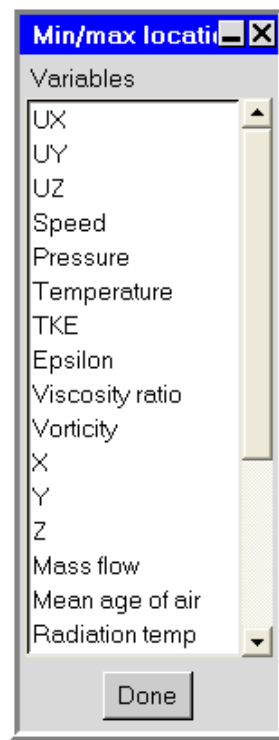 Min/max locati
Variables
UX
UY
UZ
Speed
Pressure
Temperature
TKE
Epsilon
Viscosity ratio
Vorticity
X
Y
Z
Mass flow
Mean age of air
Radiation temp
Done